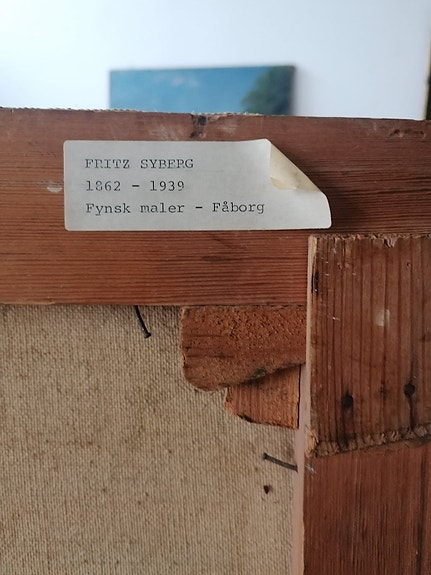 FRITZ SYBERG
1862 - 1939
Fynsk maler - Fåborg